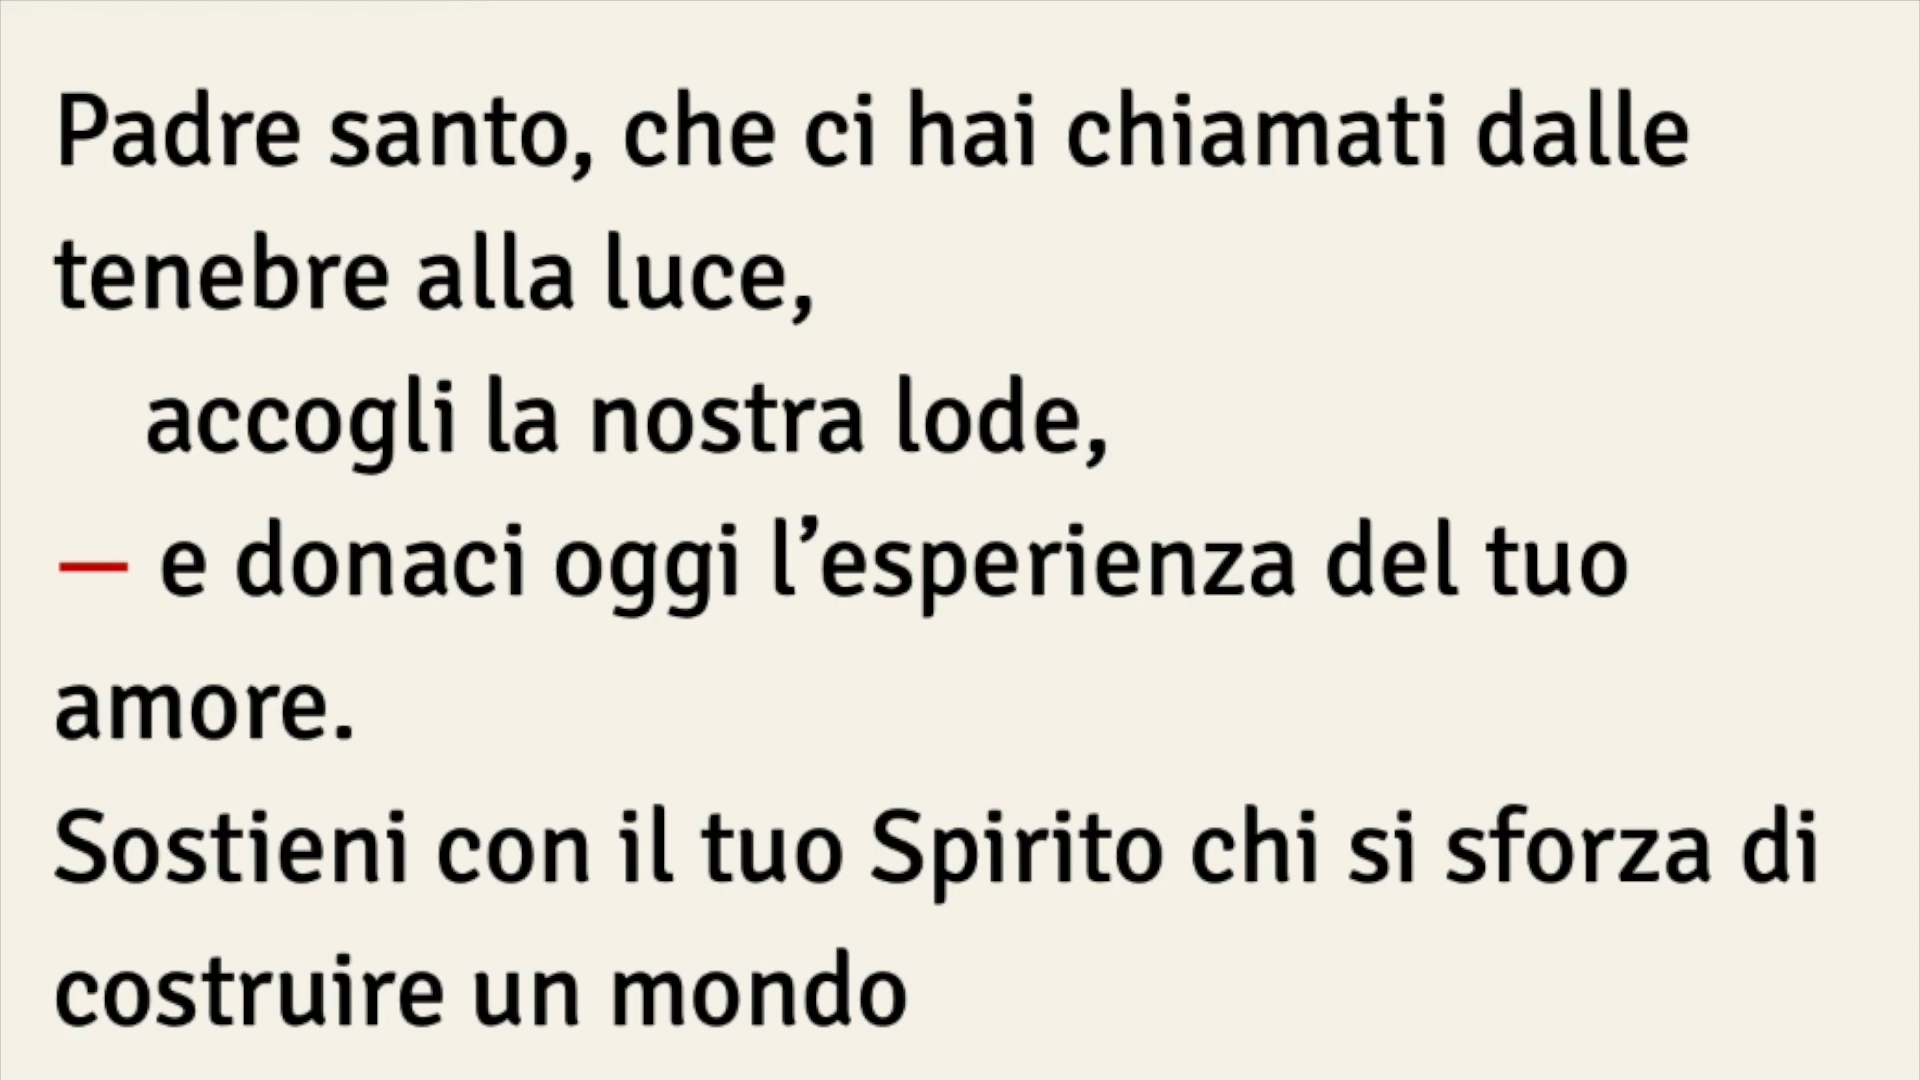 Padre santo, che ci hai chiamati dalle
tenebre alla luce,
accogli la nostra lode,
— e donaci oggi l’esperienza del tuo
amore.
Sostieni con il tuo Spirito chi si sforza di
costruire un mondo